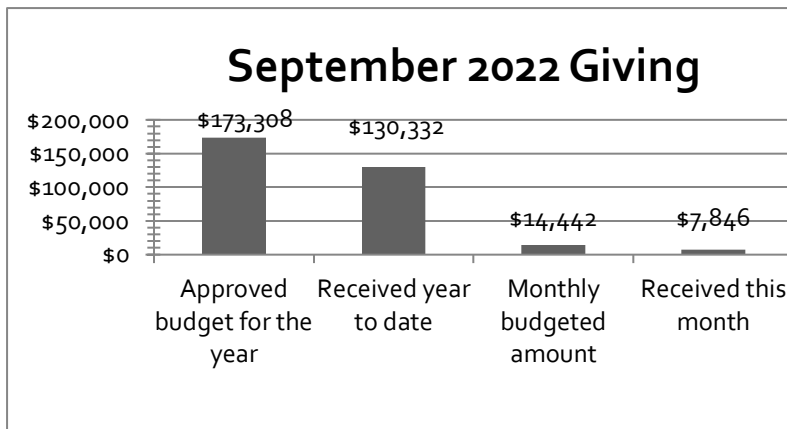 September 2022 Giving
$200,000
$150,000
$100,000
$50,000
$0
$173,308
$130,332
$14,442
$7,846
Approved
budget for the
year
Received year
to date
Monthly
budgeted
amount
Received this
month